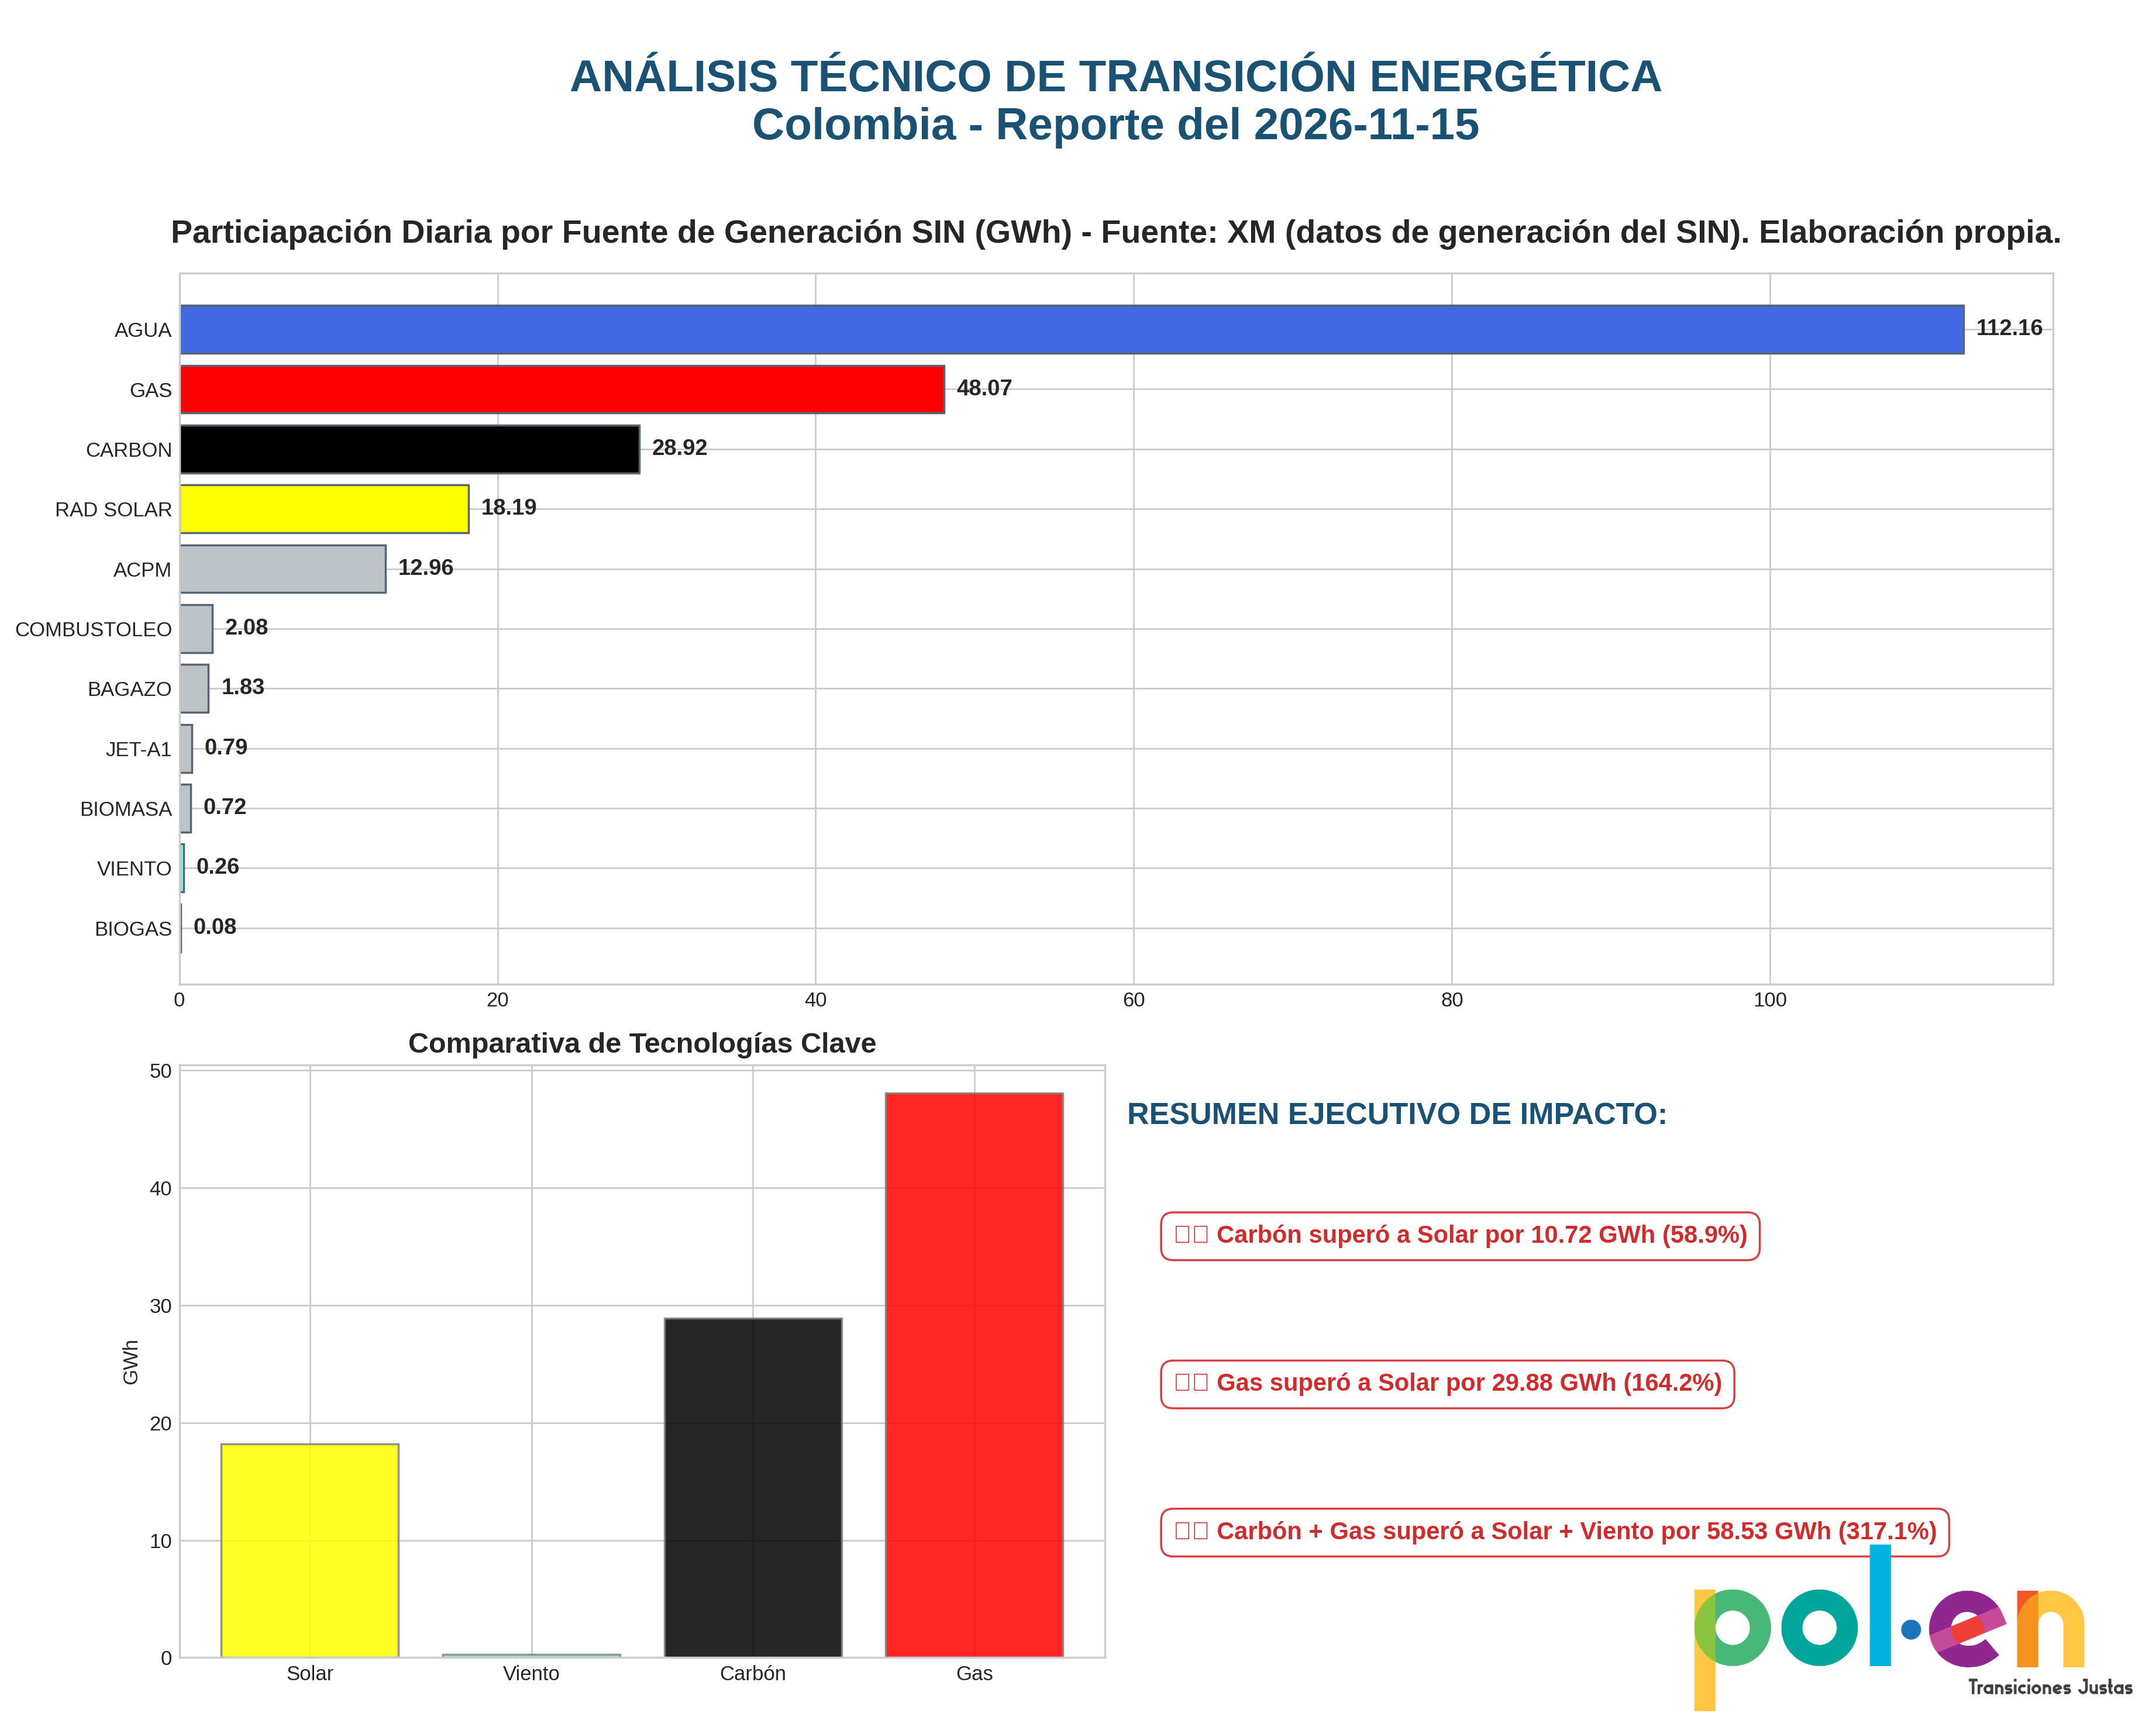 ANÁLISIS TÉCNICO DE TRANSICIÓN ENERGÉTICA
Colombia - Reporte del 2026-11-15
Particiapación Diaria por Fuente de Generación SIN (GWh) - Fuente: XM (datos de generación del SIN). Elaboración propia.
AGUA 112.16
GAS 48.07
CARBON 28.92
RAD SOLAR 18.19
ACPM 12.96
COMBUSTOLEO 2.08
BAGAZO 1.83
JET-A1 0.79
BIOMASA 0.72
VIENTO 0.26
BIOGAS 0.08
0 20 40 60 80 100
Comparativa de Tecnologías Clave
50
40
30
20
10
0
GWh
Solar Viento Carbón Gas
RESUMEN EJECUTIVO DE IMPACTO:
Carbón superó a Solar por 10.72 GWh (58.9%)
Gas superó a Solar por 29.88 GWh (164.2%)
Carbón + Gas superó a Solar + Viento por 58.53 GWh (317.1%)
pol·en
Transiciones Justas